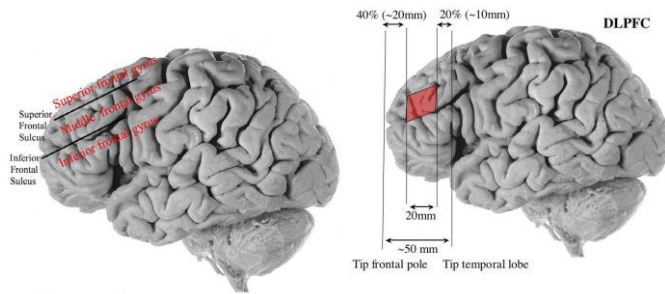 Superior frontal gyrus
Middle frontal gyrus
Inferior frontal gyrus
Superior
Frontal
Sulcus
Inferior
Frontal
Sulcus
40% (~20mm)
20% (~10mm)
DLPFC
20mm
~50 mm
Tip frontal pole
Tip temporal lobe